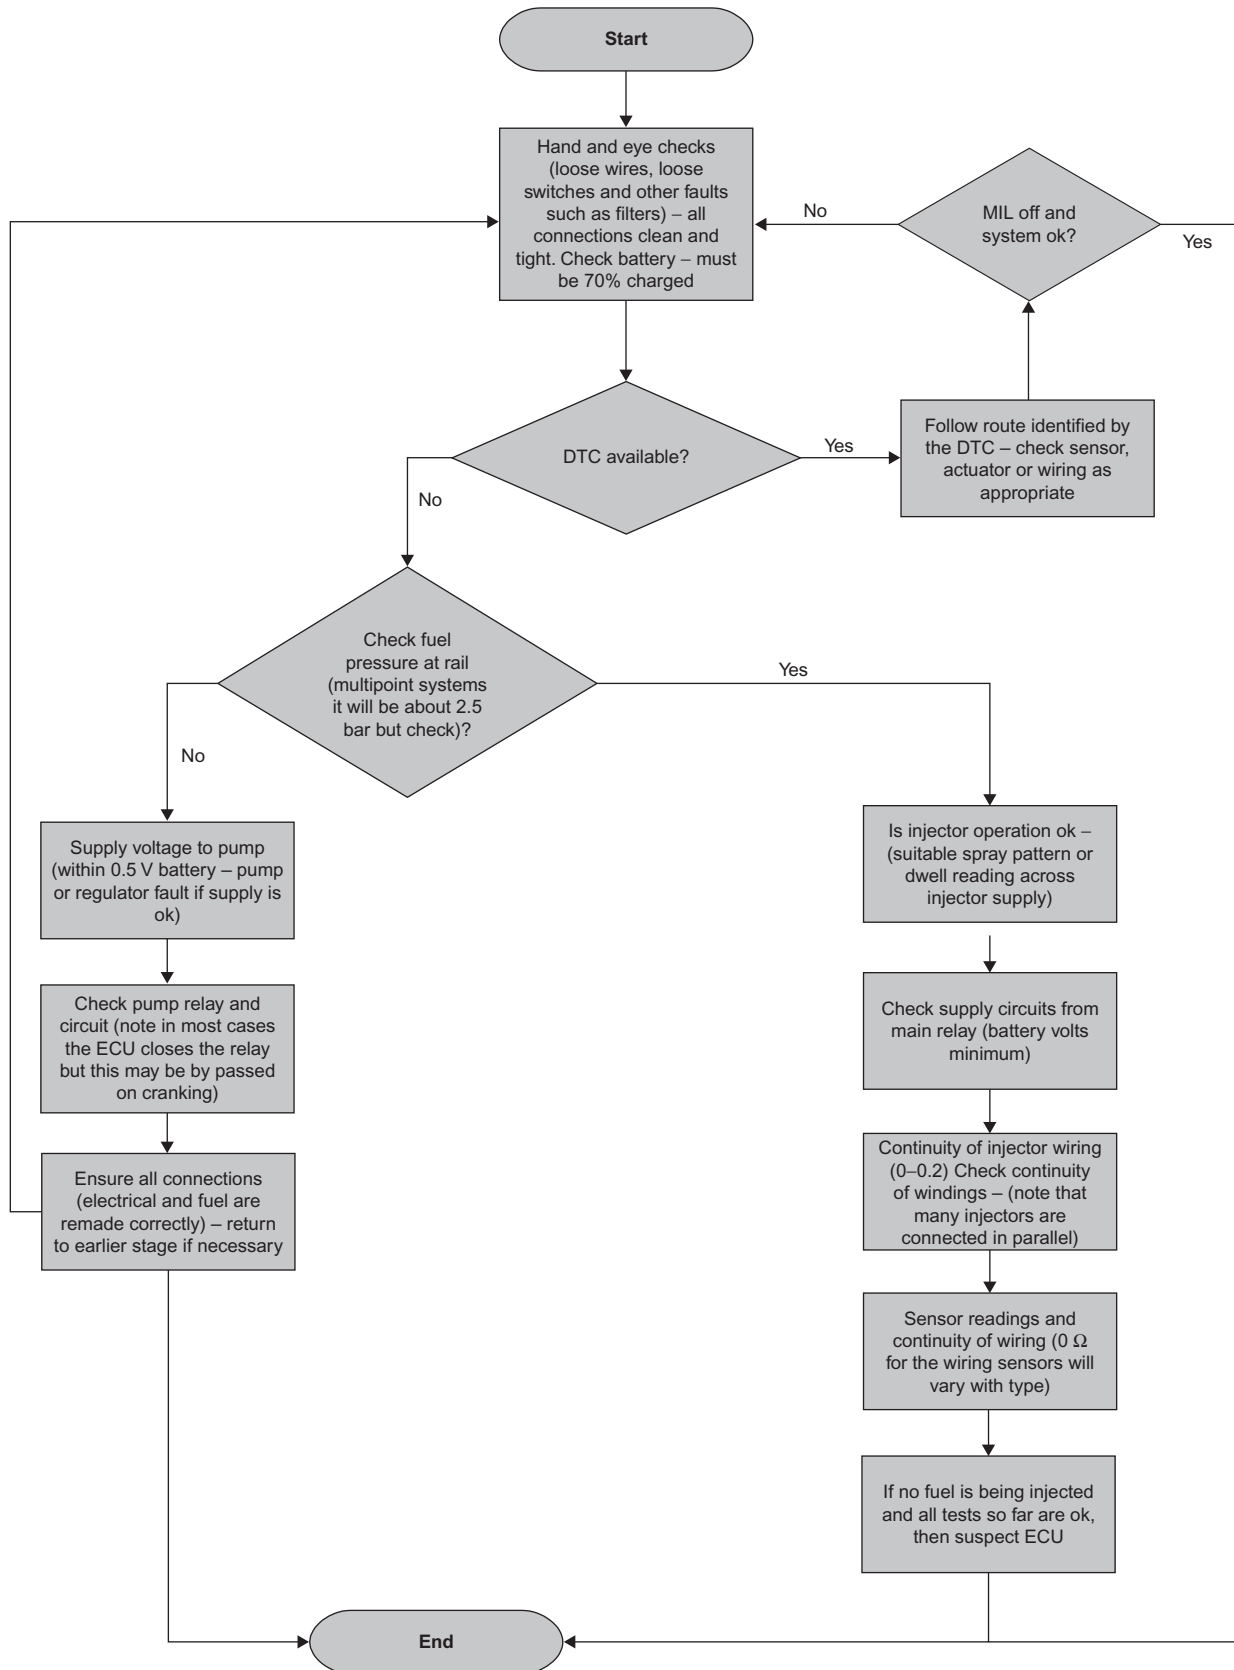 Start
Hand and eye checks
(loose wires, loose
switches and other faults
such as filters) – all
connections clean and
tight. Check battery – must
be 70% charged
No
MIL off and
system ok?
Yes
DTC available?
Yes
Follow route identified by
the DTC – check sensor,
actuator or wiring as
appropriate
No
Check fuel
pressure at rail
(multipoint systems
it will be about 2.5
bar but check)?
Yes
No
Supply voltage to pump
(within 0.5 V battery – pump
or regulator fault if supply is
ok)
Check pump relay and
circuit (note in most cases
the ECU closes the relay
but this may be by passed
on cranking)
Ensure all connections
(electrical and fuel are
remade correctly) – return
to earlier stage if necessary
Is injector operation ok –
(suitable spray pattern or
dwell reading across
injector supply)
Check supply circuits from
main relay (battery volts
minimum)
Continuity of injector wiring
(0–0.2) Check continuity
of windings – (note that
many injectors are
connected in parallel)
Sensor readings and
continuity of wiring (0 Ω
for the wiring sensors will
vary with type)
If no fuel is being injected
and all tests so far are ok,
then suspect ECU
End